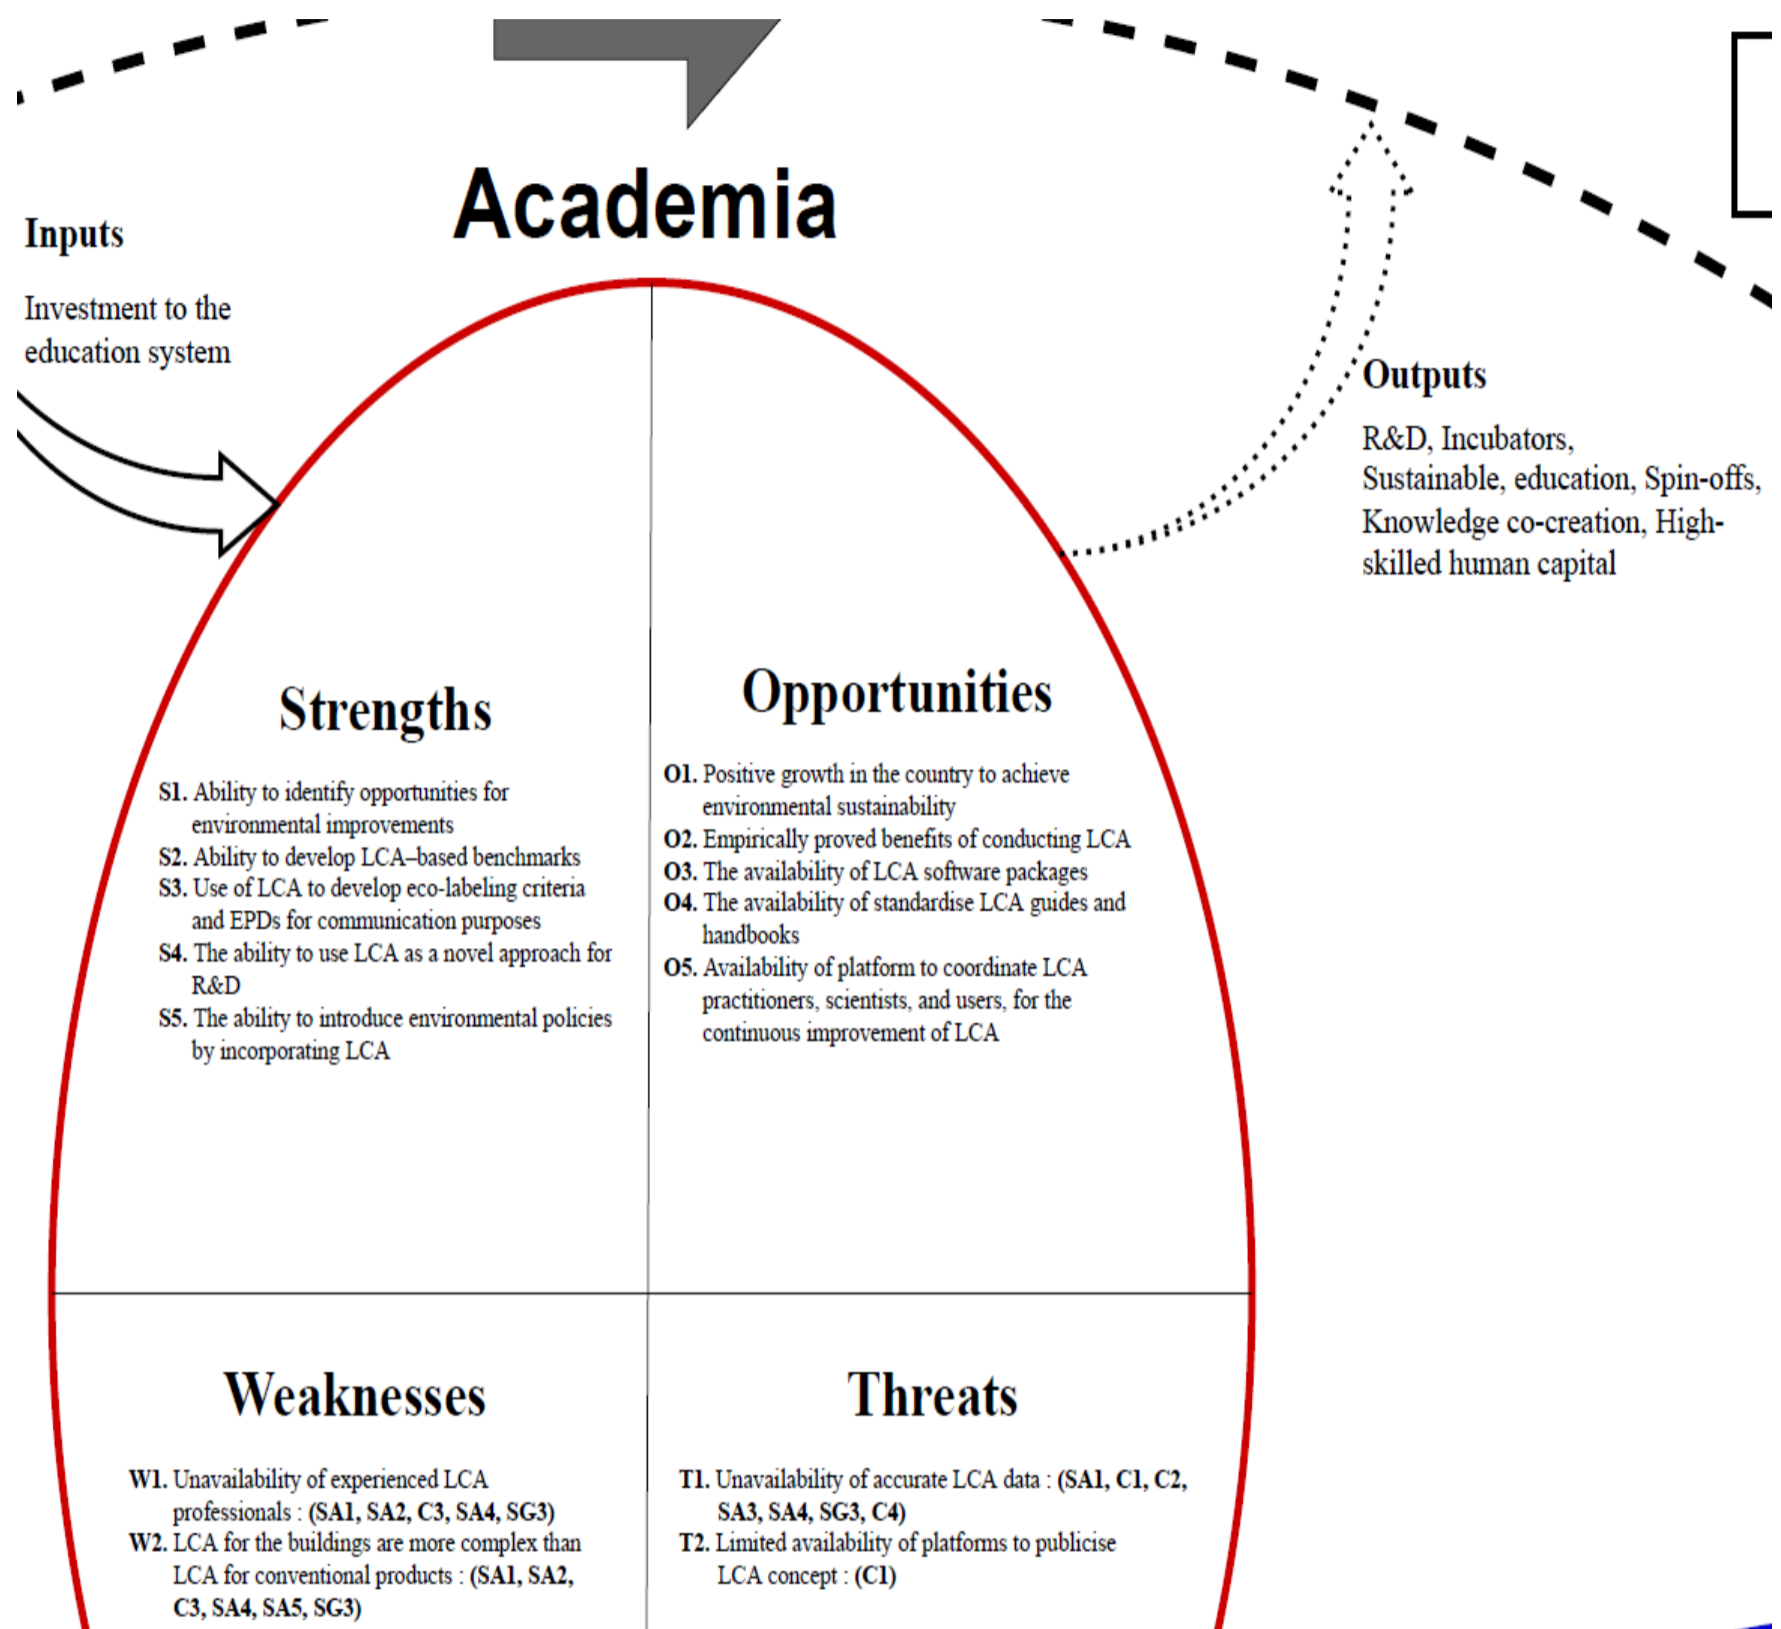 Academia
Inputs
Investment to the
education system
Outputs
R&D, Incubators,
Sustainable, education, Spin-offs,
Knowledge co-creation, High-
skilled human capital
Strengths
S1. Ability to identify opportunities for
environmental improvements
S2. Ability to develop LCA–based benchmarks
S3. Use of LCA to develop eco-labeling criteria
and EPDs for communication purposes
S4. The ability to use LCA as a novel approach for
R&D
S5. The ability to introduce environmental policies
by incorporating LCA
Opportunities
O1. Positive growth in the country to achieve
environmental sustainability
O2. Empirically proved benefits of conducting LCA
O3. The availability of LCA software packages
O4. The availability of standardise LCA guides and
handbooks
O5. Availability of platform to coordinate LCA
practitioners, scientists, and users, for the
continuous improvement of LCA
Weaknesses
W1. Unavailability of experienced LCA
professionals : (SA1, SA2, C3, SA4, SG3)
W2. LCA for the buildings are more complex than
LCA for conventional products : (SA1, SA2,
C3, SA4, SA5, SG3)
Threats
T1. Unavailability of accurate LCA data : (SA1, C1, C2,
SA3, SA4, SG3, C4)
T2. Limited availability of platforms to publicise
LCA concept : (C1)